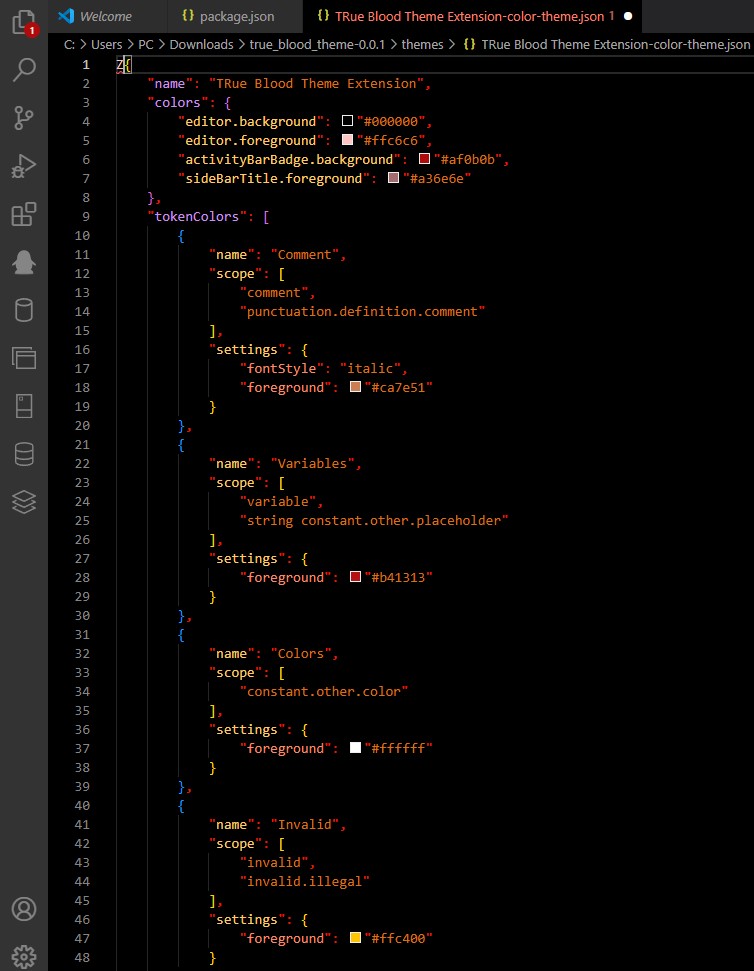 Welcome
{} package.json
{} TRue Blood Theme Extension-color-theme.json 1
1
C: > Users > PC > Downloads > true_blood_theme-0.0.1 > themes > {} TRue Blood Theme Extension-color-theme.json
1 Z{
2 "name": "TRue Blood Theme Extension",
3 "colors": {
4 "editor.background": "#000000",
5 "editor.foreground": "#ffc6c6",
6 "activityBarBadge.background": "#af0b0b",
7 "sideBarTitle.foreground": "#a36e6e"
8 },
9 "tokenColors": [
10 {
11 "name": "Comment",
12 "scope": [
13 "comment",
14 "punctuation.definition.comment"
15 ],
16 "settings": {
17 "fontStyle": "italic",
18 "foreground": "#ca7e51"
19 }
20 },
21 {
22 "name": "Variables",
23 "scope": [
24 "variable",
25 "string constant.other.placeholder"
26 ],
27 "settings": {
28 "foreground": "#b41313"
29 }
30 },
31 {
32 "name": "Colors",
33 "scope": [
34 "constant.other.color"
35 ],
36 "settings": {
37 "foreground": "#ffffff"
38 }
39 },
40 {
41 "name": "Invalid",
42 "scope": [
43 "invalid",
44 "invalid.illegal"
45 ],
46 "settings": {
47 "foreground": "#ffc400"
48 }